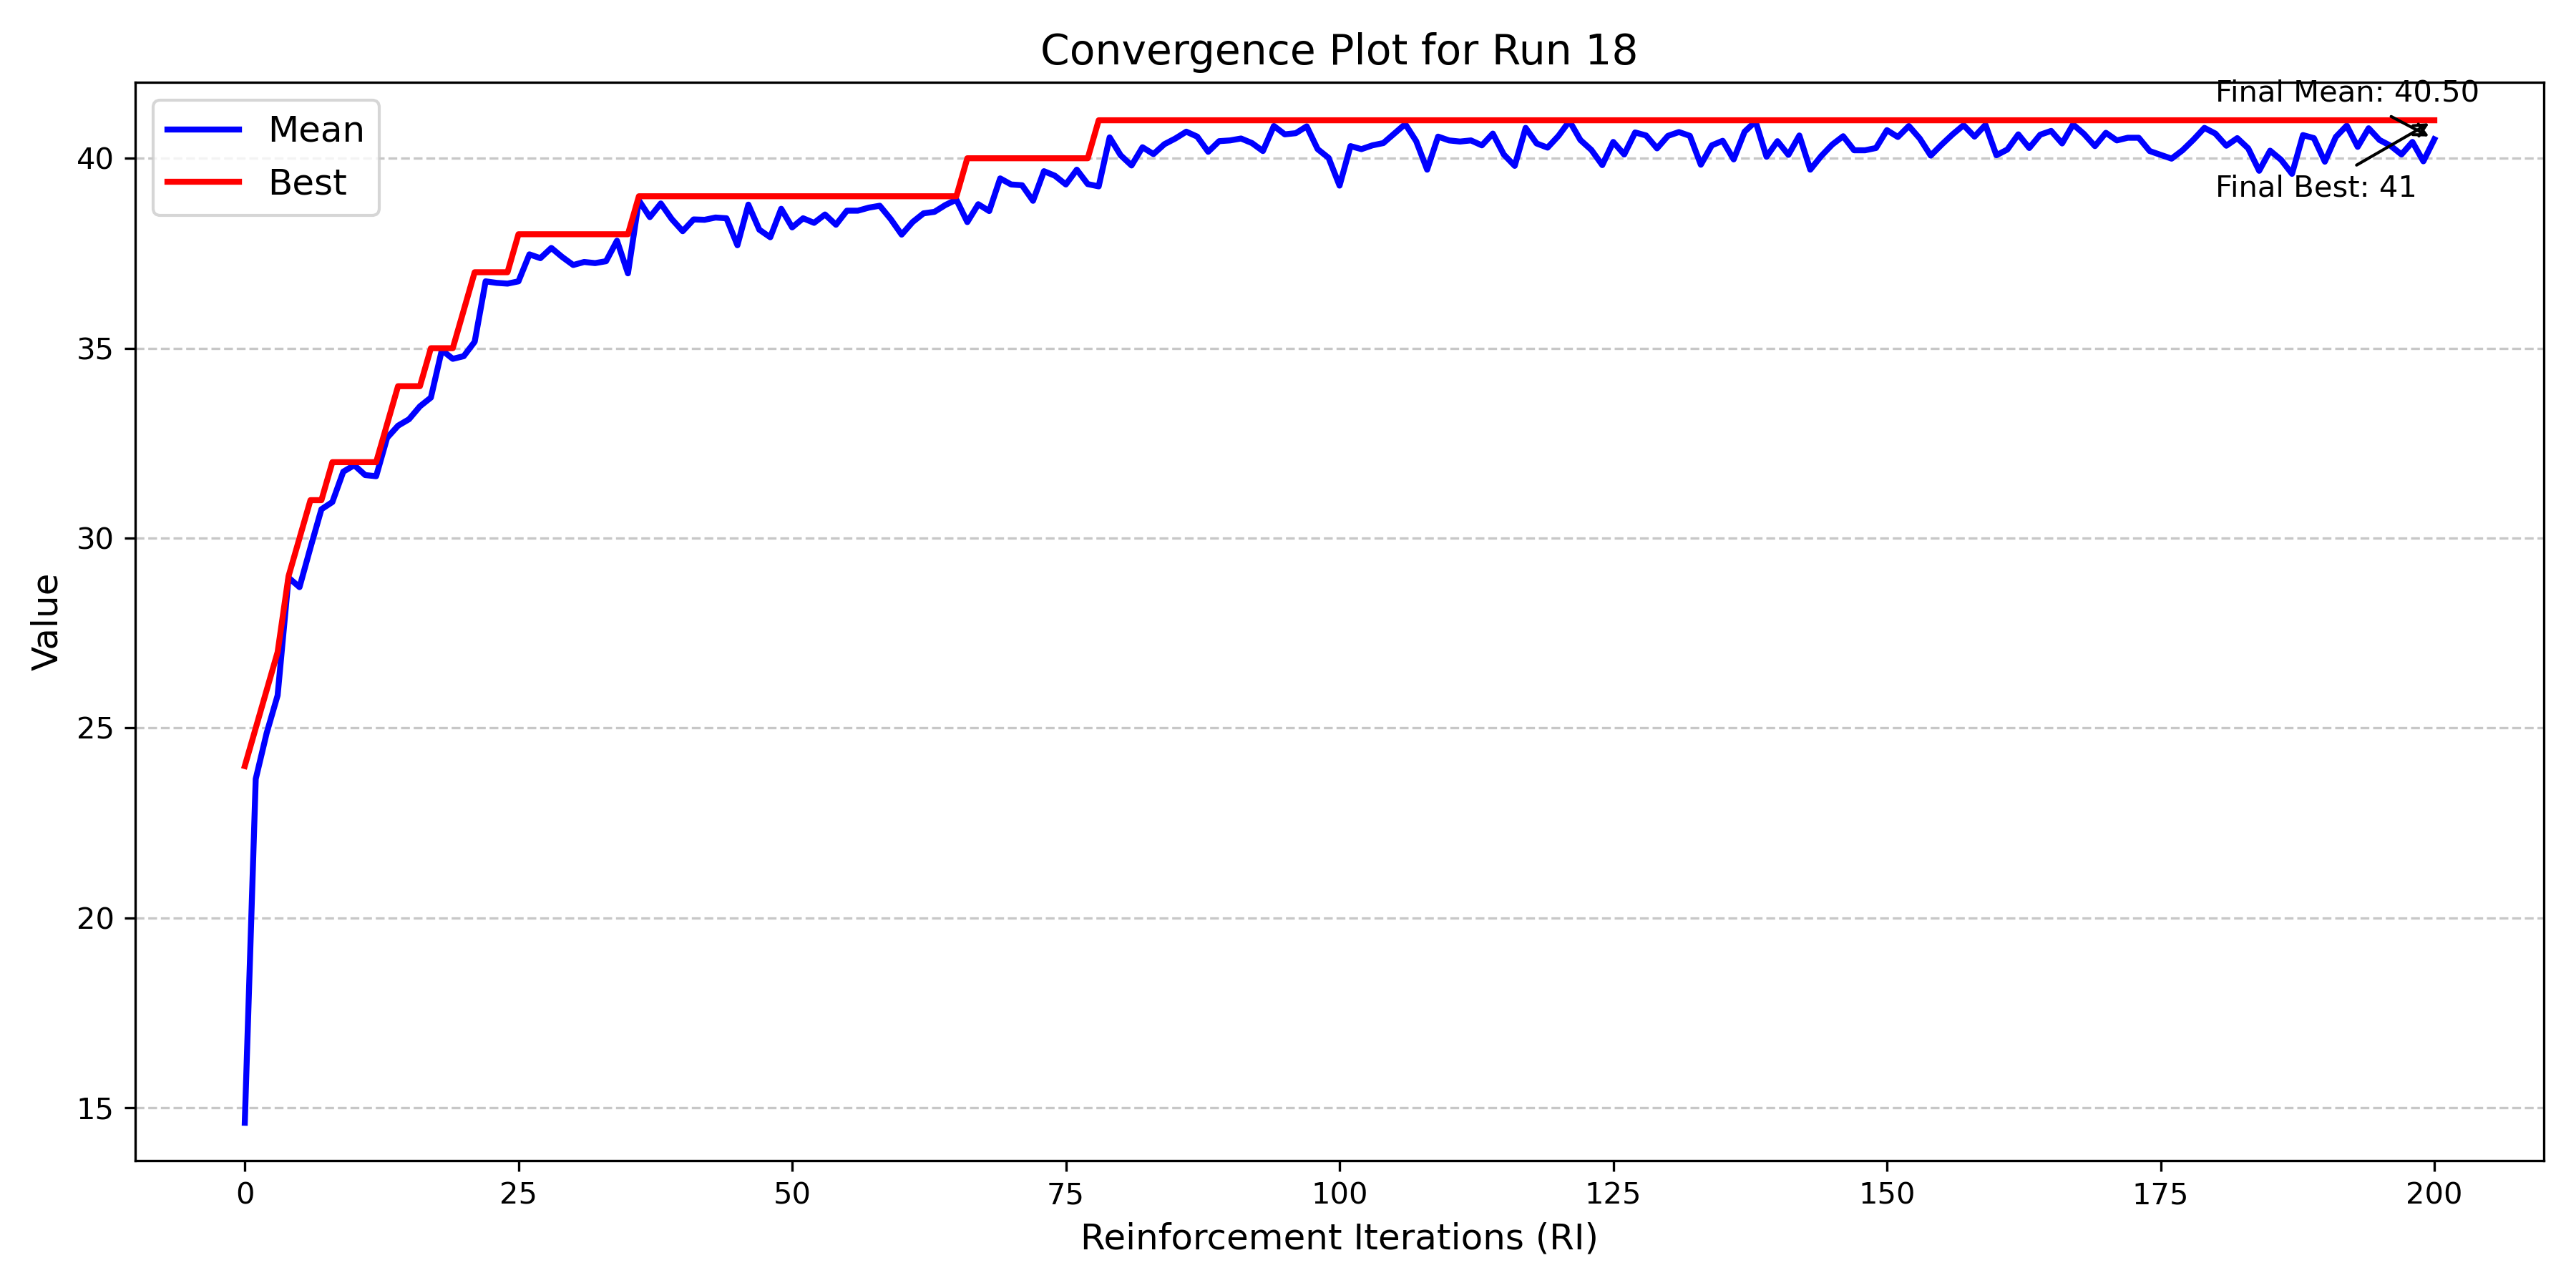 Convergence Plot for Run 18
Mean
Best
Final Mean: 40.50
Final Best: 41
Value
40
35
30
25
20
15
0 25 50 75 100 125 150 175 200
Reinforcement Iterations (RI)